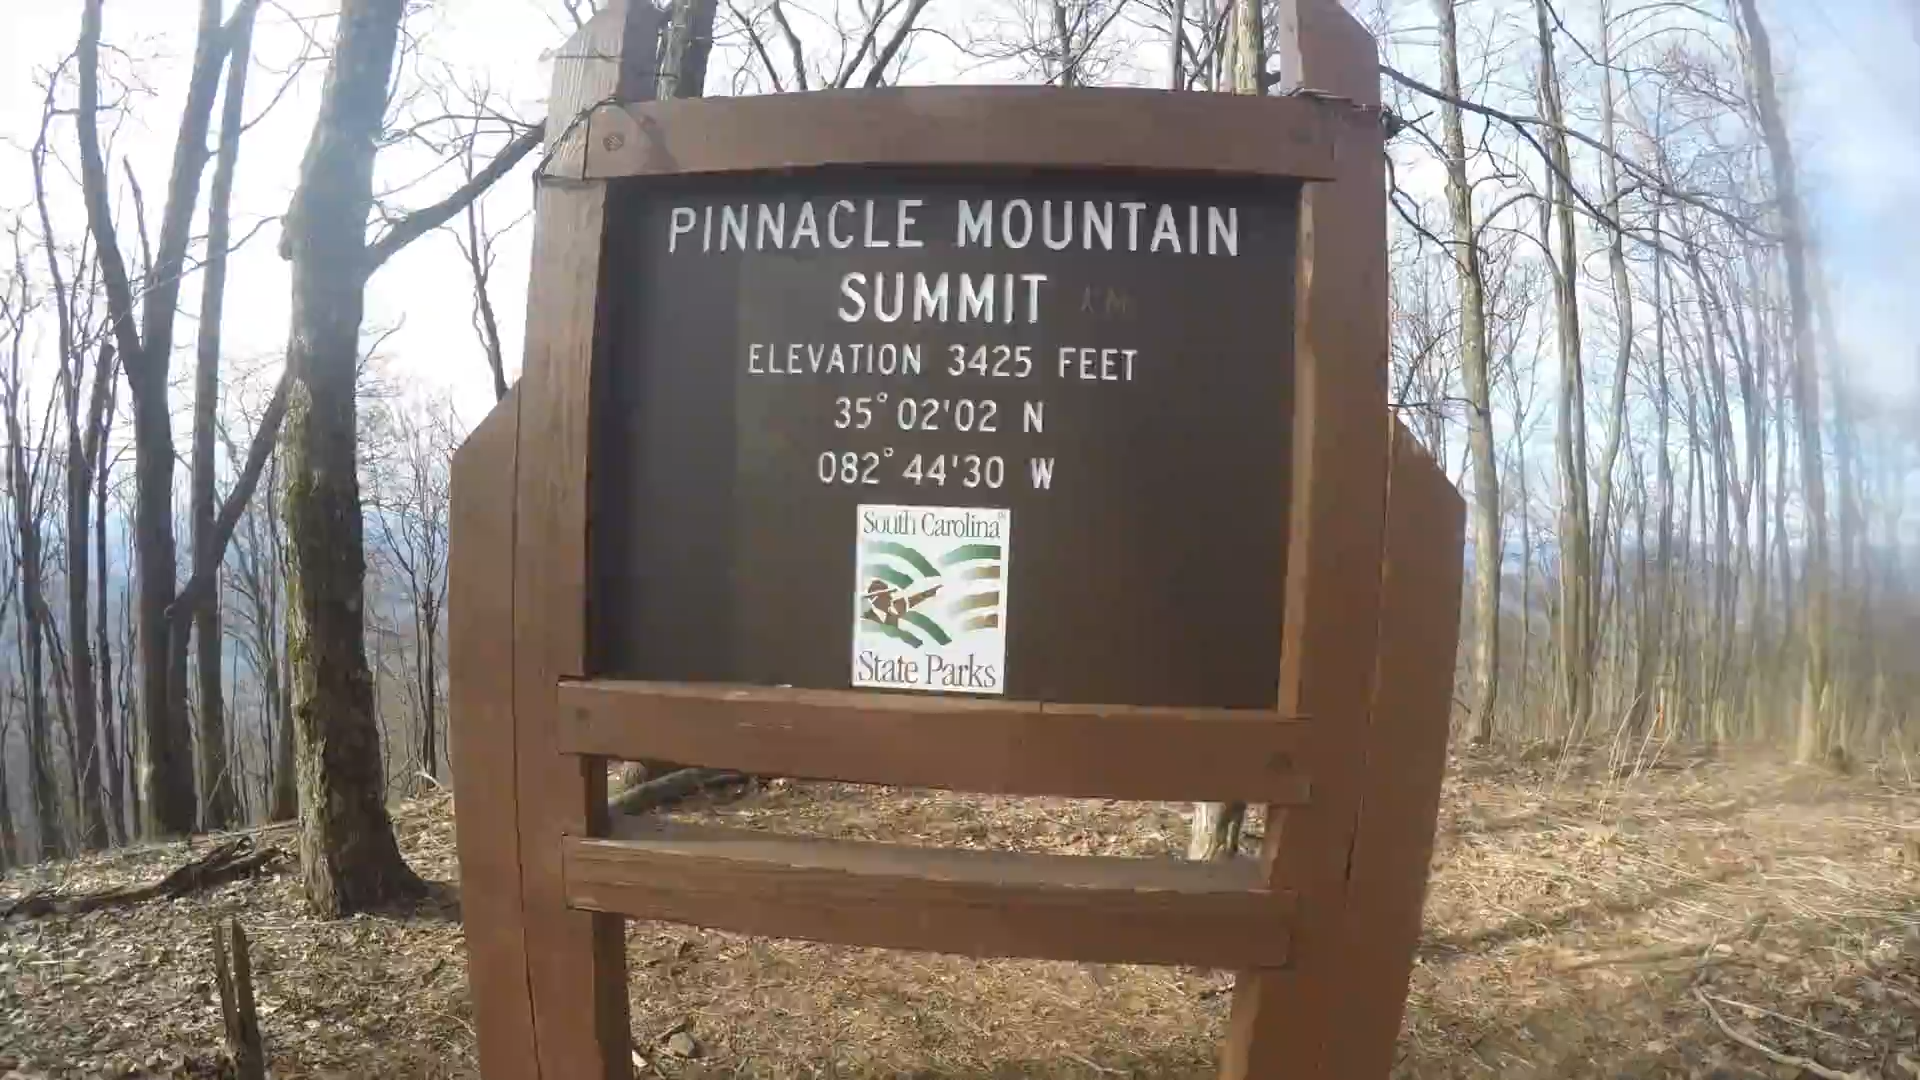 PINNACLE MOUNTAIN
SUMMIT
ELEVATION 3425 FEET
35° 02'02 N
082° 44'30 W
South Carolina
State Parks